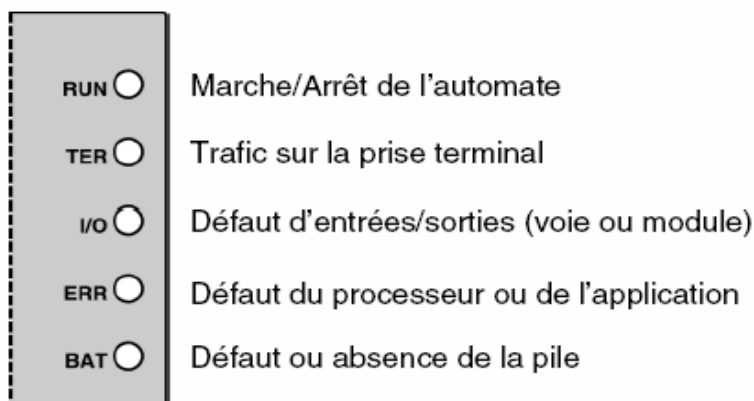 RUN Marche/Arrêt de l'automate
TER Trafic sur la prise terminal
I/O Défaut d'entrées/sorties (voie ou module)
ERR Défaut du processeur ou de l'application
BAT Défaut ou absence de la pile